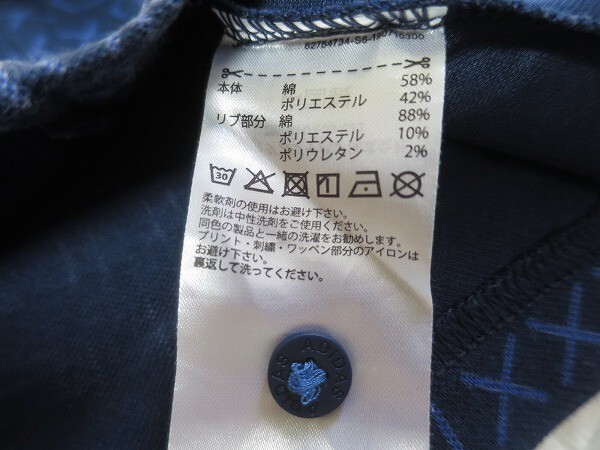 本体 綿 58%
ポリエステル 42%
リブ部分 綿 88%
ポリエステル 10%
ポリウレタン 2%
30
柔軟剤の使用はお避け下さい。
洗剤は中性洗剤をご使用ください。
同色の製品と一緒の洗濯をお勧めします。
プリント・刺繍・ワッペン部分のアイロンは
お避け下さい。
裏返して洗ってください。
ADIDAS
ADIDAS